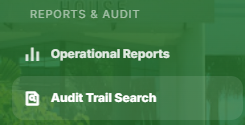 REPORTS & AUDIT
Operational Reports
Audit Trail Search